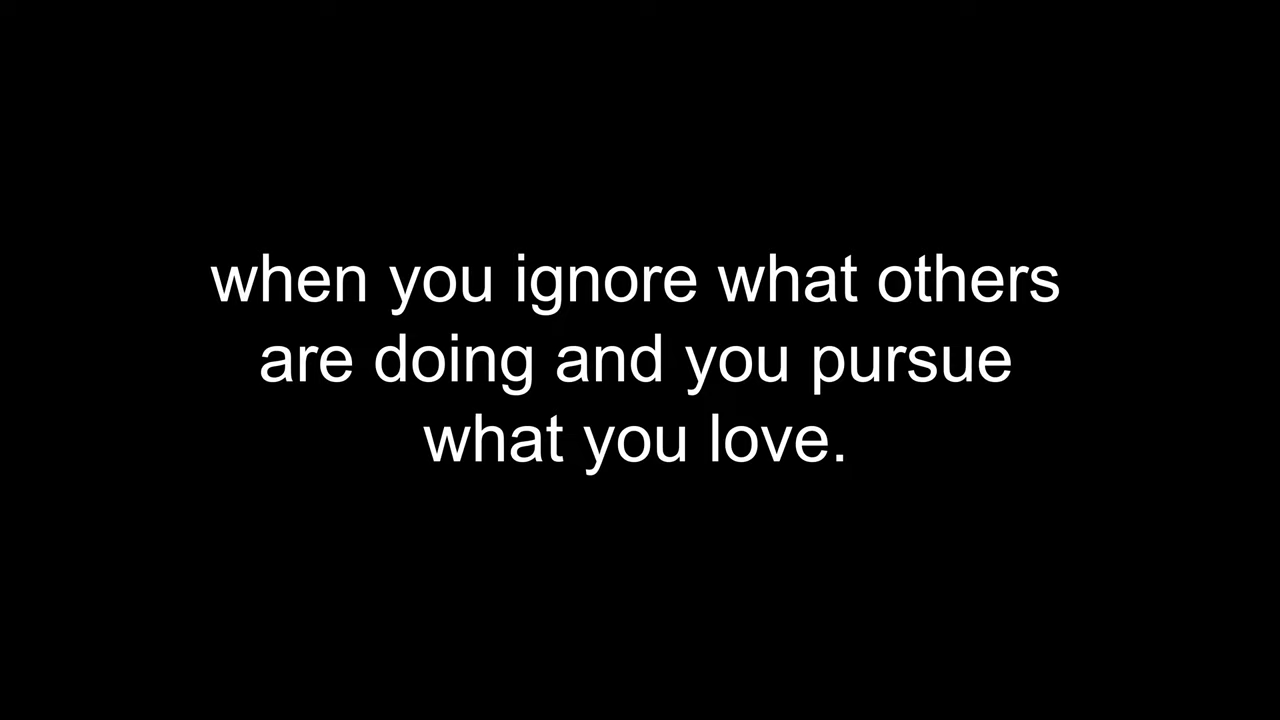 when you ignore what others
are doing and you pursue
what you love.